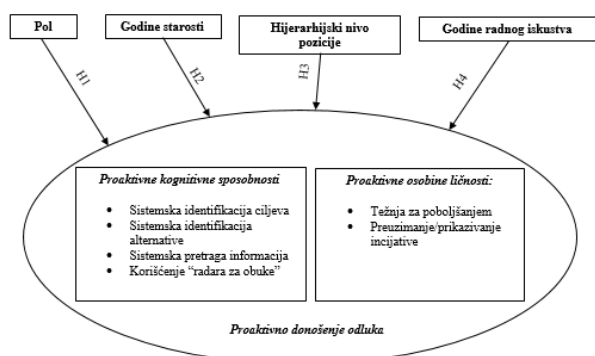 Pol
Godine starosti
Hijerarhijski nivo
pozicije
Godine radnog iskustva
H1
H2
H3
H4
Proaktivne kognitivne sposobnosti
• Sistemska identifikacija ciljeva
• Sistemska identifikacija
alternative
• Sistemska pretraga informacija
• Korišćenje “radara za obuke”
Proaktivne osobine ličnosti:
• Težnja za poboljšanjem
• Preuzimanje/prikazivanje
incijative
Proaktivno donošenje odluka